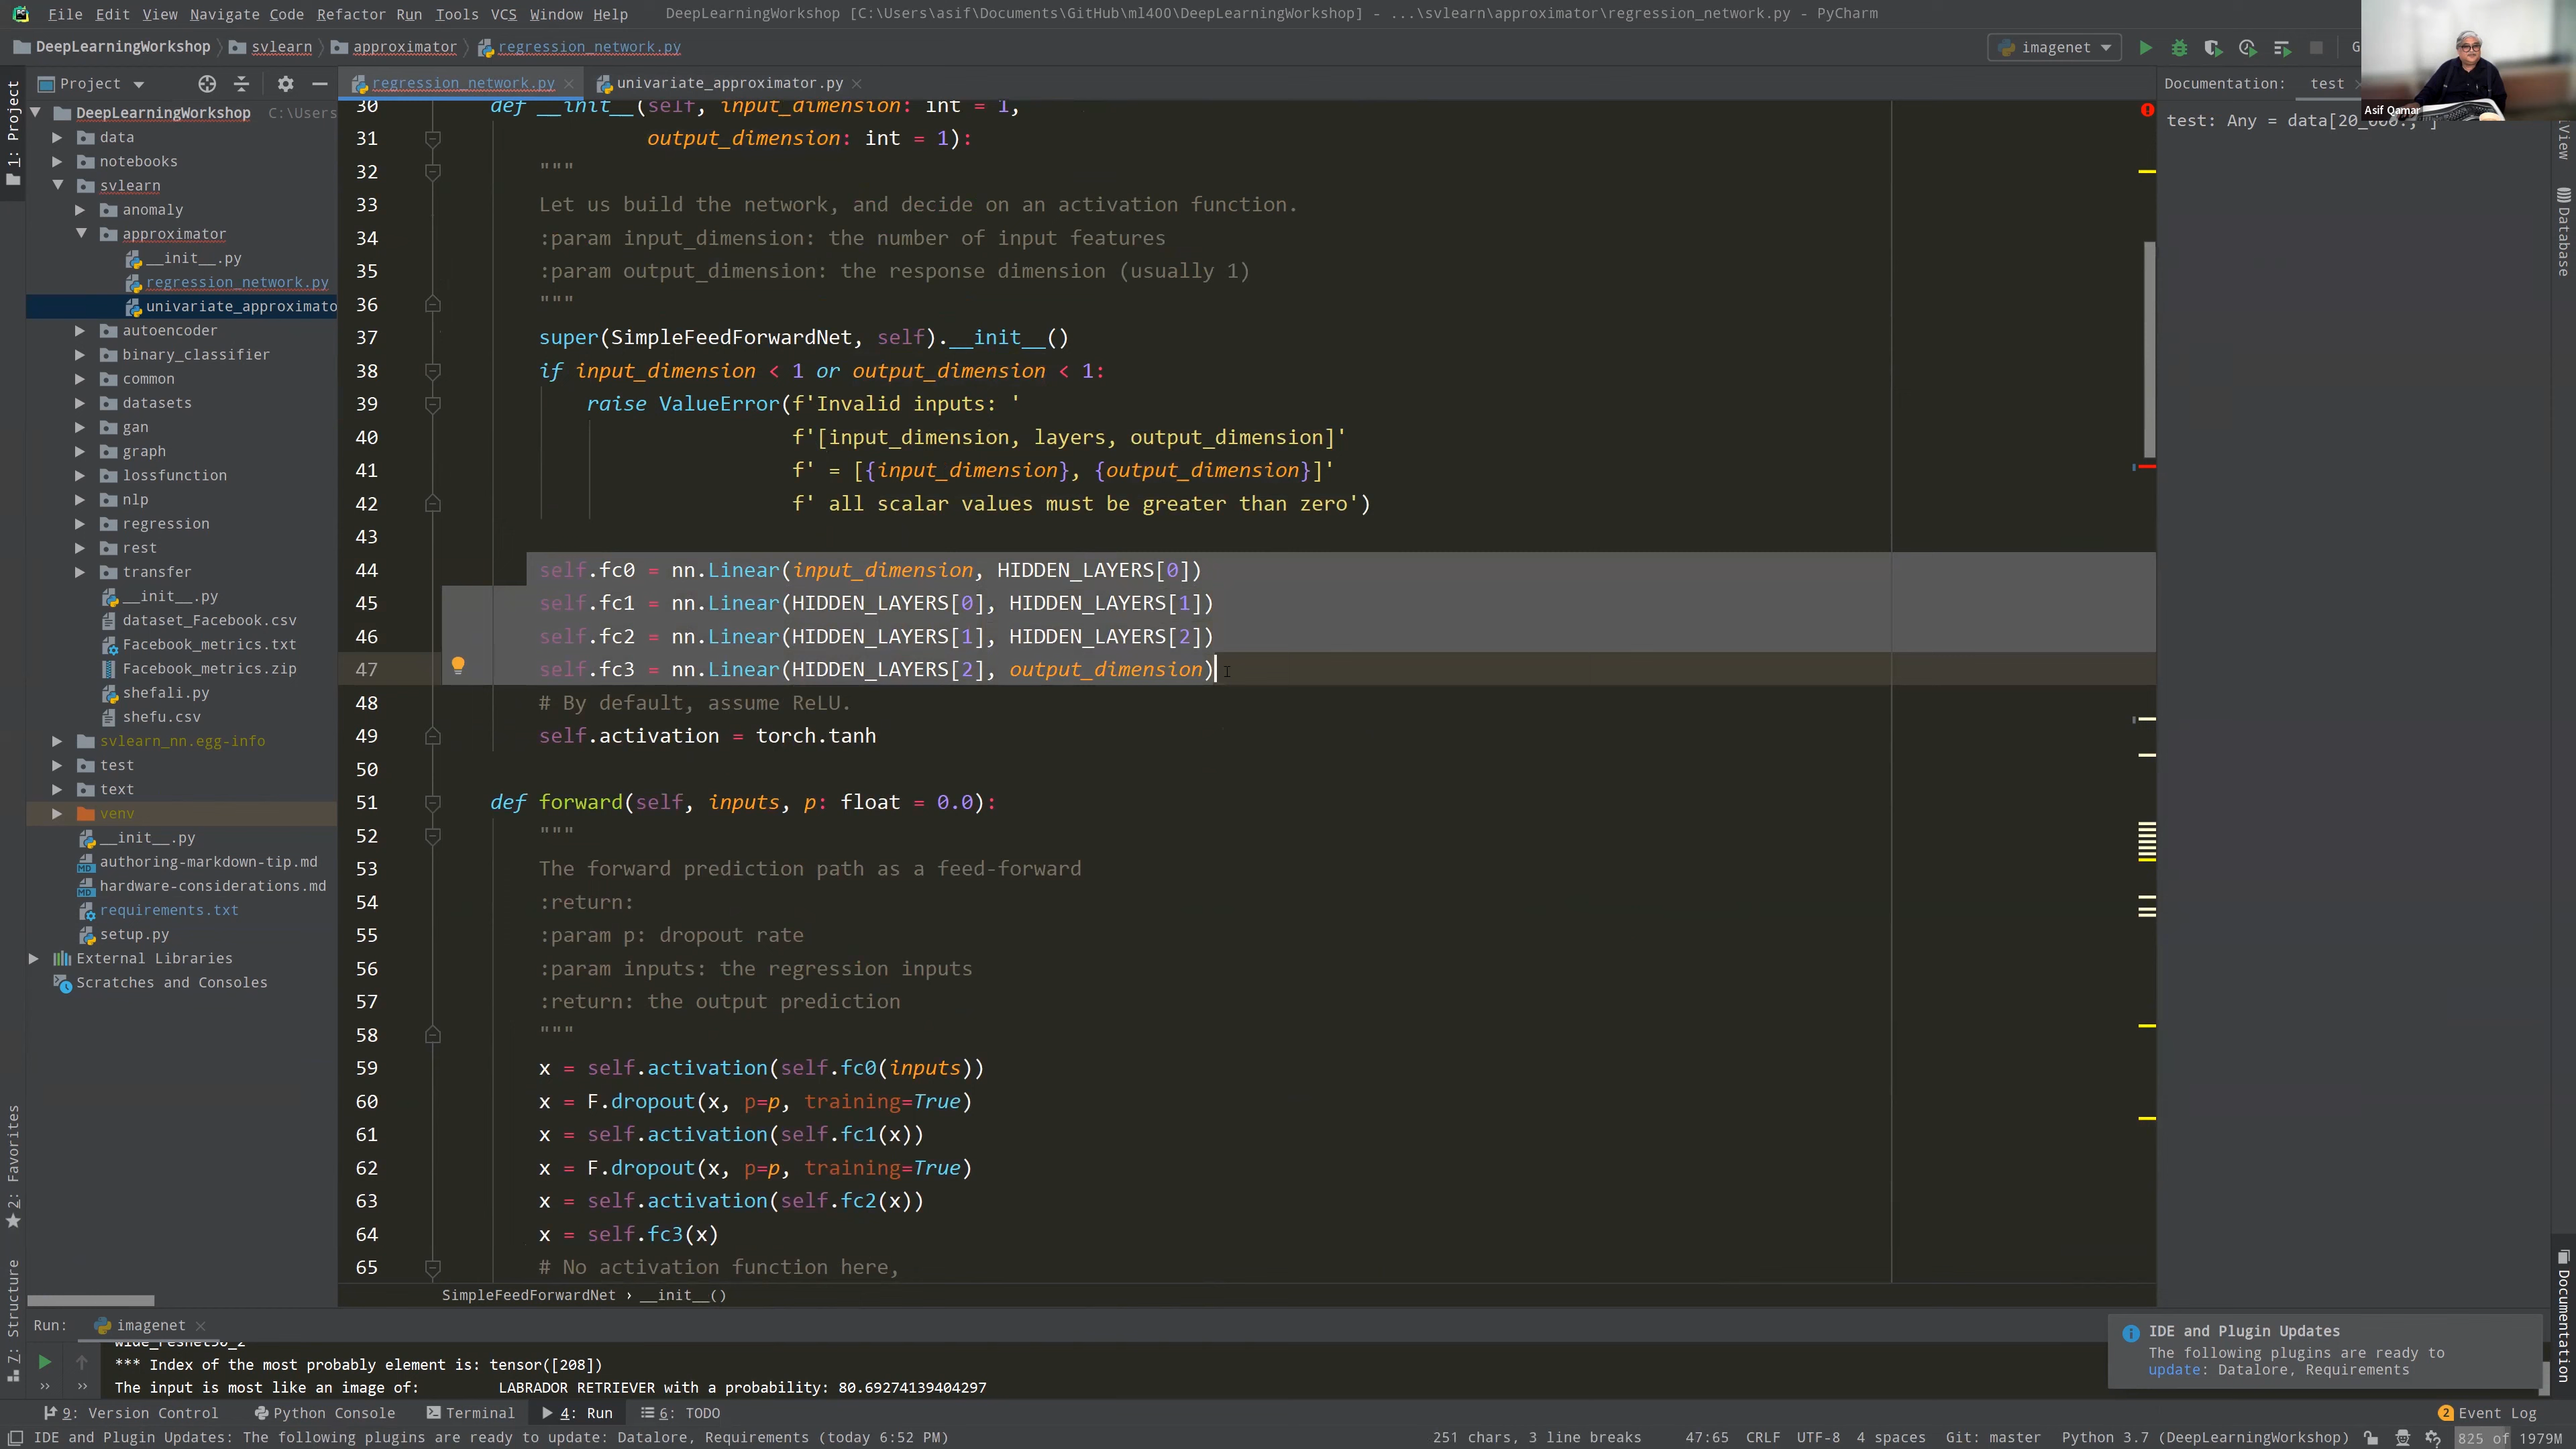 File Edit View Navigate Code Refactor Run Tools VCS Window Help DeepLearningWorkshop [C:\Users\asif\Documents\GitHub\ml400\DeepLearningWorkshop] - ...\svlearn\approximator\regression_network.py - PyCharm
DeepLearningWorkshop svlearn approximator regression_network.py imagenet
Project
regression_network.py univariate_approximator.py
Documentation: test
Asif Qamar
DeepLearningWorkshop C:\Users
data
notebooks
svlearn
anomaly
approximator
__init__.py
regression_network.py
univariate_approximato
autoencoder
binary_classifier
common
datasets
gan
graph
lossfunction
nlp
regression
rest
transfer
__init__.py
dataset_Facebook.csv
Facebook_metrics.txt
Facebook_metrics.zip
shefali.py
shefu.csv
svlearn_nn.egg-info
test
text
venv
__init__.py
authoring-markdown-tip.md
hardware-considerations.md
requirements.txt
setup.py
External Libraries
Scratches and Consoles
30 def __init__(self, input_dimension: int = 1,
31 output_dimension: int = 1):
32 """
33 Let us build the network, and decide on an activation function.
34 :param input_dimension: the number of input features
35 :param output_dimension: the response dimension (usually 1)
36 """
37 super(SimpleFeedForwardNet, self).__init__()
38 if input_dimension < 1 or output_dimension < 1:
39 raise ValueError(f'Invalid inputs: '
40 f'[input_dimension, layers, output_dimension]'
41 f' = [{input_dimension}, {output_dimension}]'
42 f' all scalar values must be greater than zero')
43
44 self.fc0 = nn.Linear(input_dimension, HIDDEN_LAYERS[0])
45 self.fc1 = nn.Linear(HIDDEN_LAYERS[0], HIDDEN_LAYERS[1])
46 self.fc2 = nn.Linear(HIDDEN_LAYERS[1], HIDDEN_LAYERS[2])
47 self.fc3 = nn.Linear(HIDDEN_LAYERS[2], output_dimension)
48 # By default, assume ReLU.
49 self.activation = torch.tanh
50
51 def forward(self, inputs, p: float = 0.0):
52 """
53 The forward prediction path as a feed-forward
54 :return:
55 :param p: dropout rate
56 :param inputs: the regression inputs
57 :return: the output prediction
58 """
59 x = self.activation(self.fc0(inputs))
60 x = F.dropout(x, p=p, training=True)
61 x = self.activation(self.fc1(x))
62 x = F.dropout(x, p=p, training=True)
63 x = self.activation(self.fc2(x))
64 x = self.fc3(x)
65 # No activation function here,
SimpleFeedForwardNet › __init__()
test: Any = data[
1: Project
2: Favorites
7: Structure
Database
Documentation
Run: imagenet
*** Index of the most probably element is: tensor([208])
The input is most like an image of: LABRADOR RETRIEVER with a probability: 80.69274139404297
IDE and Plugin Updates
The following plugins are ready to
update: Datalore, Requirements
9: Version Control Python Console Terminal 4: Run 6: TODO 2 Event Log
IDE and Plugin Updates: The following plugins are ready to update: Datalore, Requirements (today 6:52 PM) 251 chars, 3 line breaks 47:65 CRLF UTF-8 4 spaces Git: master Python 3.7 (DeepLearningWorkshop) 825 of 1979M